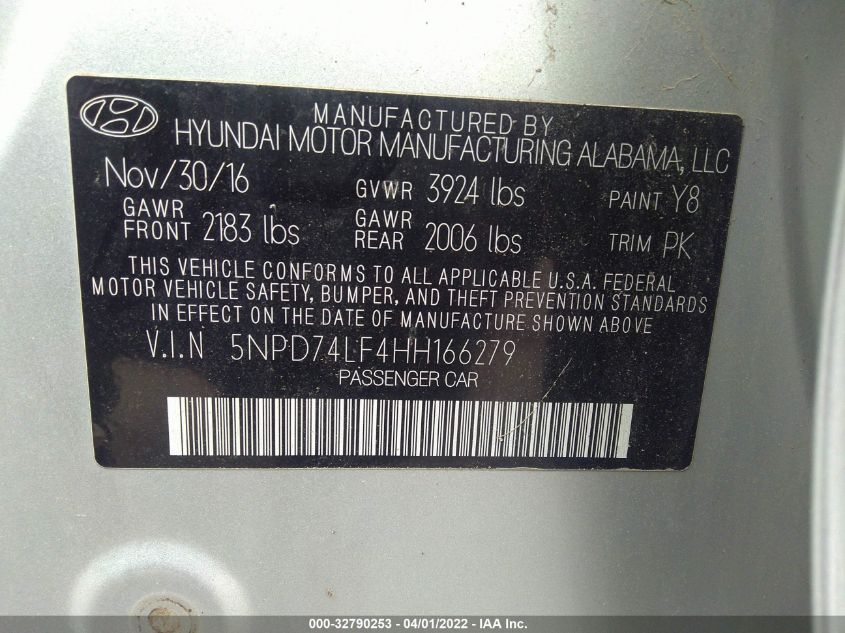 MANUFACTURED BY
HYUNDAI MOTOR MANUFACTURING ALABAMA, LLC
Nov/30/16 GVWR 3924 lbs PAINT Y8
GAWR FRONT 2183 lbs GAWR REAR 2006 lbs TRIM PK
THIS VEHICLE CONFORMS TO ALL APPLICABLE U.S.A. FEDERAL
MOTOR VEHICLE SAFETY, BUMPER, AND THEFT PREVENTION STANDARDS
IN EFFECT ON THE DATE OF MANUFACTURE SHOWN ABOVE
V.I.N 5NPD74LF4HH166279
PASSENGER CAR
000-32790253 - 04/01/2022 - IAA Inc.